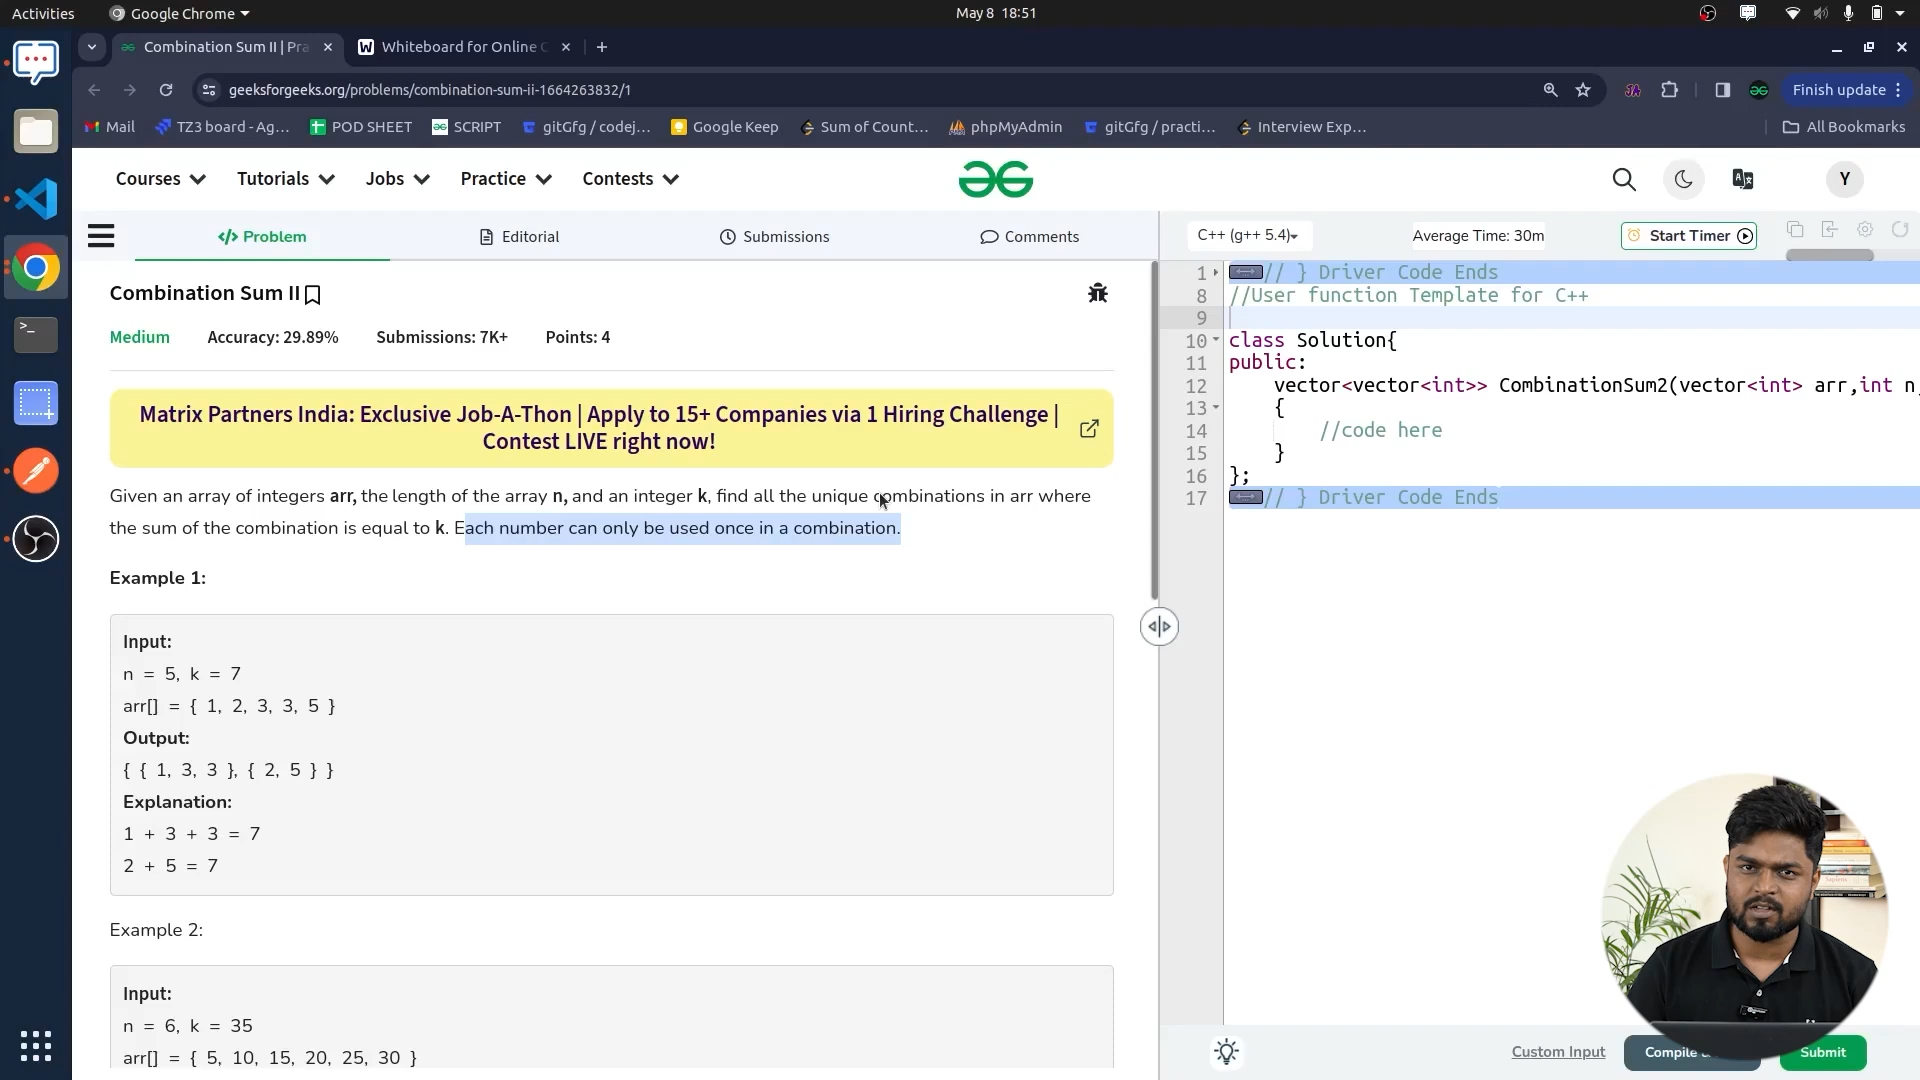 Activities
Google Chrome
May 8 18:51
Combination Sum II | Pra
Whiteboard for Online C
geeksforgeeks.org/problems/combination-sum-ii-1664263832/1
Finish update
Mail
TZ3 board - Ag...
POD SHEET
SCRIPT
gitGfg / codej...
Google Keep
Sum of Count...
phpMyAdmin
gitGfg / practi...
Interview Exp...
All Bookmarks
Courses
Tutorials
Jobs
Practice
Contests
Y
</> Problem
Editorial
Submissions
Comments
C++ (g++ 5.4)
Average Time: 30m
Start Timer
Combination Sum II
Medium
Accuracy: 29.89%
Submissions: 7K+
Points: 4
Matrix Partners India: Exclusive Job-A-Thon | Apply to 15+ Companies via 1 Hiring Challenge |
Contest LIVE right now!
Given an array of integers arr, the length of the array n, and an integer k, find all the unique combinations in arr where
the sum of the combination is equal to k. Each number can only be used once in a combination.
Example 1:
Input:
n = 5, k = 7
arr[] = { 1, 2, 3, 3, 5 }
Output:
{ { 1, 3, 3 }, { 2, 5 } }
Explanation:
1 + 3 + 3 = 7
2 + 5 = 7
Example 2:
Input:
n = 6, k = 35
arr[] = { 5, 10, 15, 20, 25, 30 }
1 // } Driver Code Ends
8 //User function Template for C++
9
10 class Solution{
11 public:
12 vector<vector<int>> CombinationSum2(vector<int> arr,int n,
13 {
14 //code here
15 }
16 };
17 // } Driver Code Ends
Custom Input
Compile
Submit